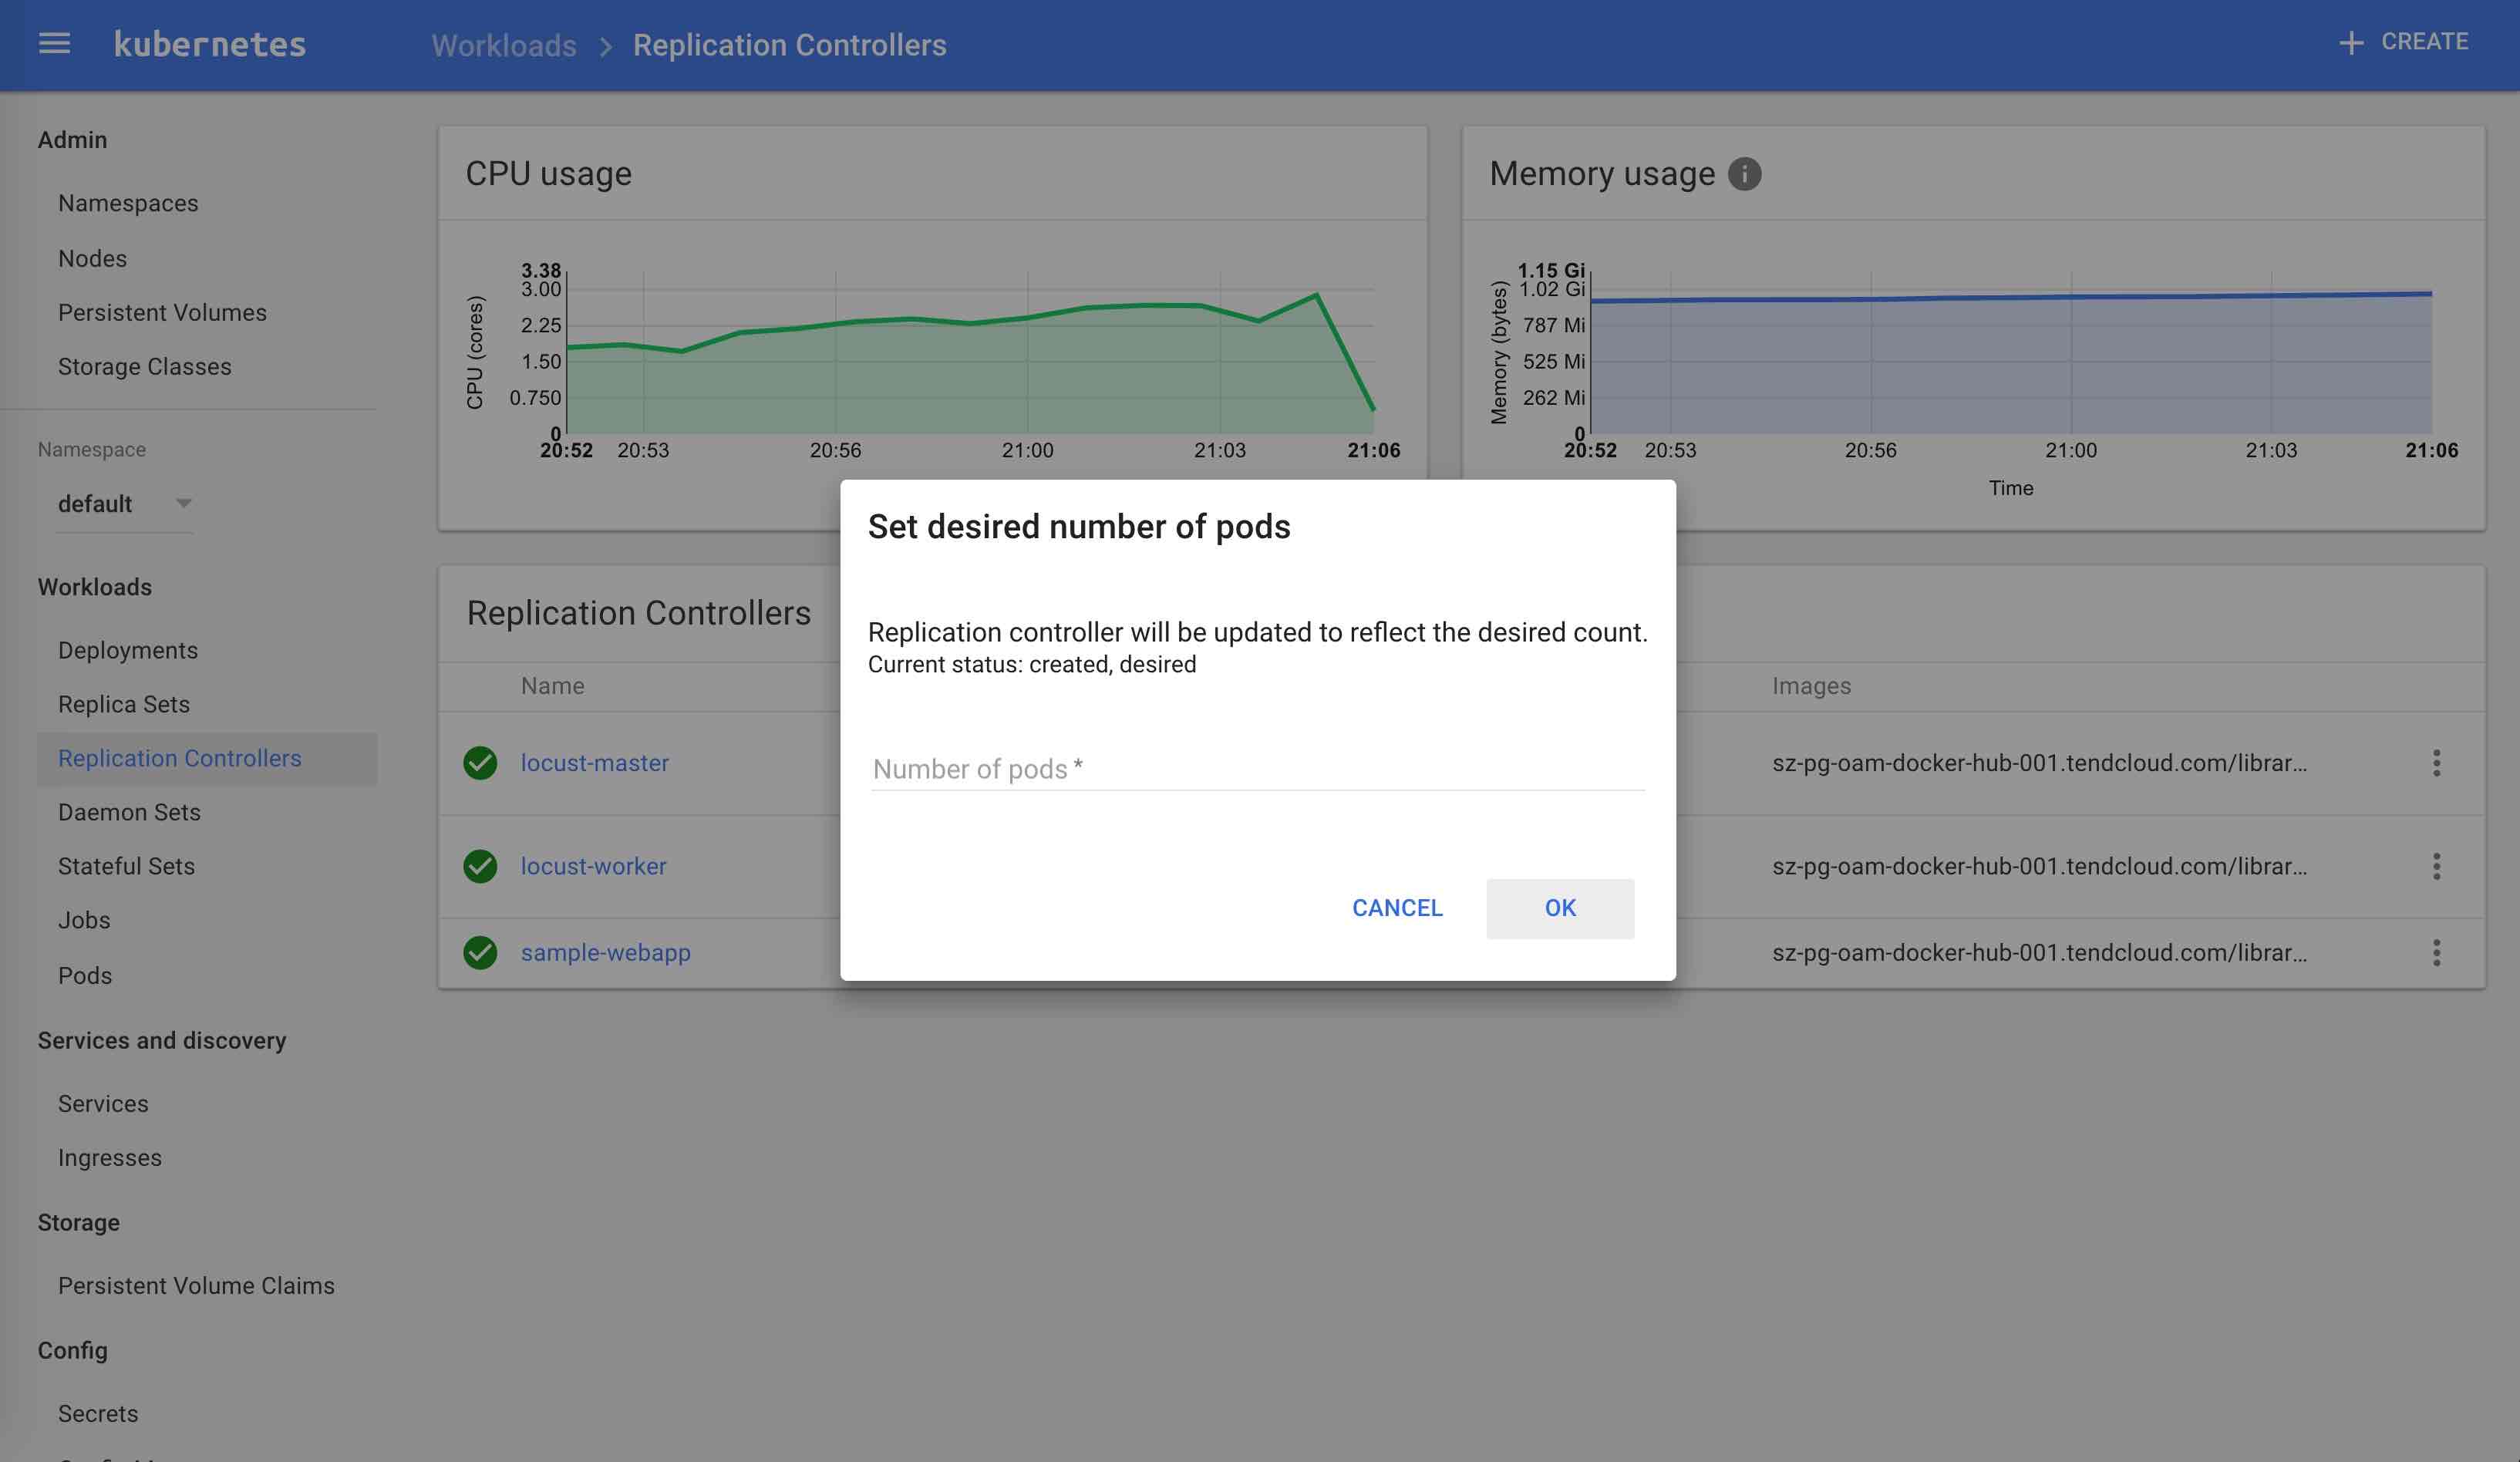 kubernetes
Workloads > Replication Controllers
+ CREATE
Admin
Namespaces
Nodes
Persistent Volumes
Storage Classes
Namespace
default
Workloads
Deployments
Replica Sets
Replication Controllers
Daemon Sets
Stateful Sets
Jobs
Pods
Services and discovery
Services
Ingresses
Storage
Persistent Volume Claims
Config
Secrets
CPU usage
CPU (cores)
3.38
3.00
2.25
1.50
0.750
0
20:52 20:53 20:56 21:00 21:03 21:06
Memory usage
Memory (bytes)
1.15 Gi
1.02 Gi
787 Mi
525 Mi
262 Mi
0
20:52 20:53 20:56 21:00 21:03 21:06
Time
Replication Controllers
Name Images
locust-master sz-pg-oam-docker-hub-001.tendcloud.com/librar...
locust-worker sz-pg-oam-docker-hub-001.tendcloud.com/librar...
sample-webapp sz-pg-oam-docker-hub-001.tendcloud.com/librar...
Set desired number of pods
Replication controller will be updated to reflect the desired count.
Current status: created, desired
Number of pods *
CANCEL OK